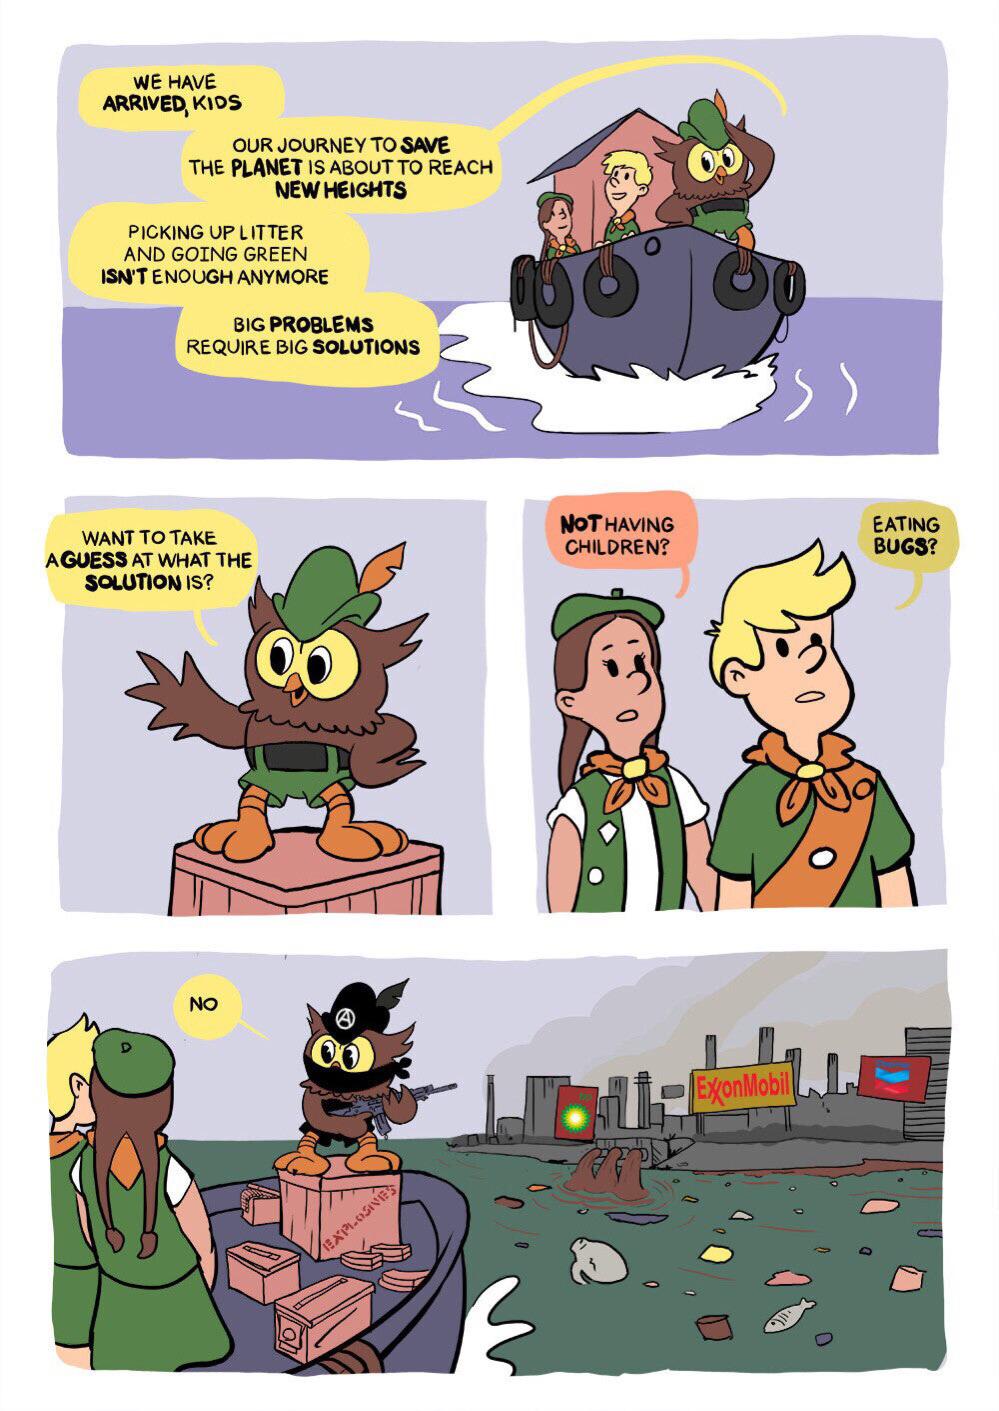 WE HAVE
ARRIVED, KIDS
OUR JOURNEY TO SAVE
THE PLANET IS ABOUT TO REACH
NEW HEIGHTS
PICKING UP LITTER
AND GOING GREEN
ISN'T ENOUGH ANYMORE
BIG PROBLEMS
REQUIRE BIG SOLUTIONS
WANT TO TAKE
A GUESS AT WHAT THE
SOLUTION IS?
NOT HAVING
CHILDREN?
EATING
BUGS?
NO
A
EXPLOSIVES
bp
ExxonMobil